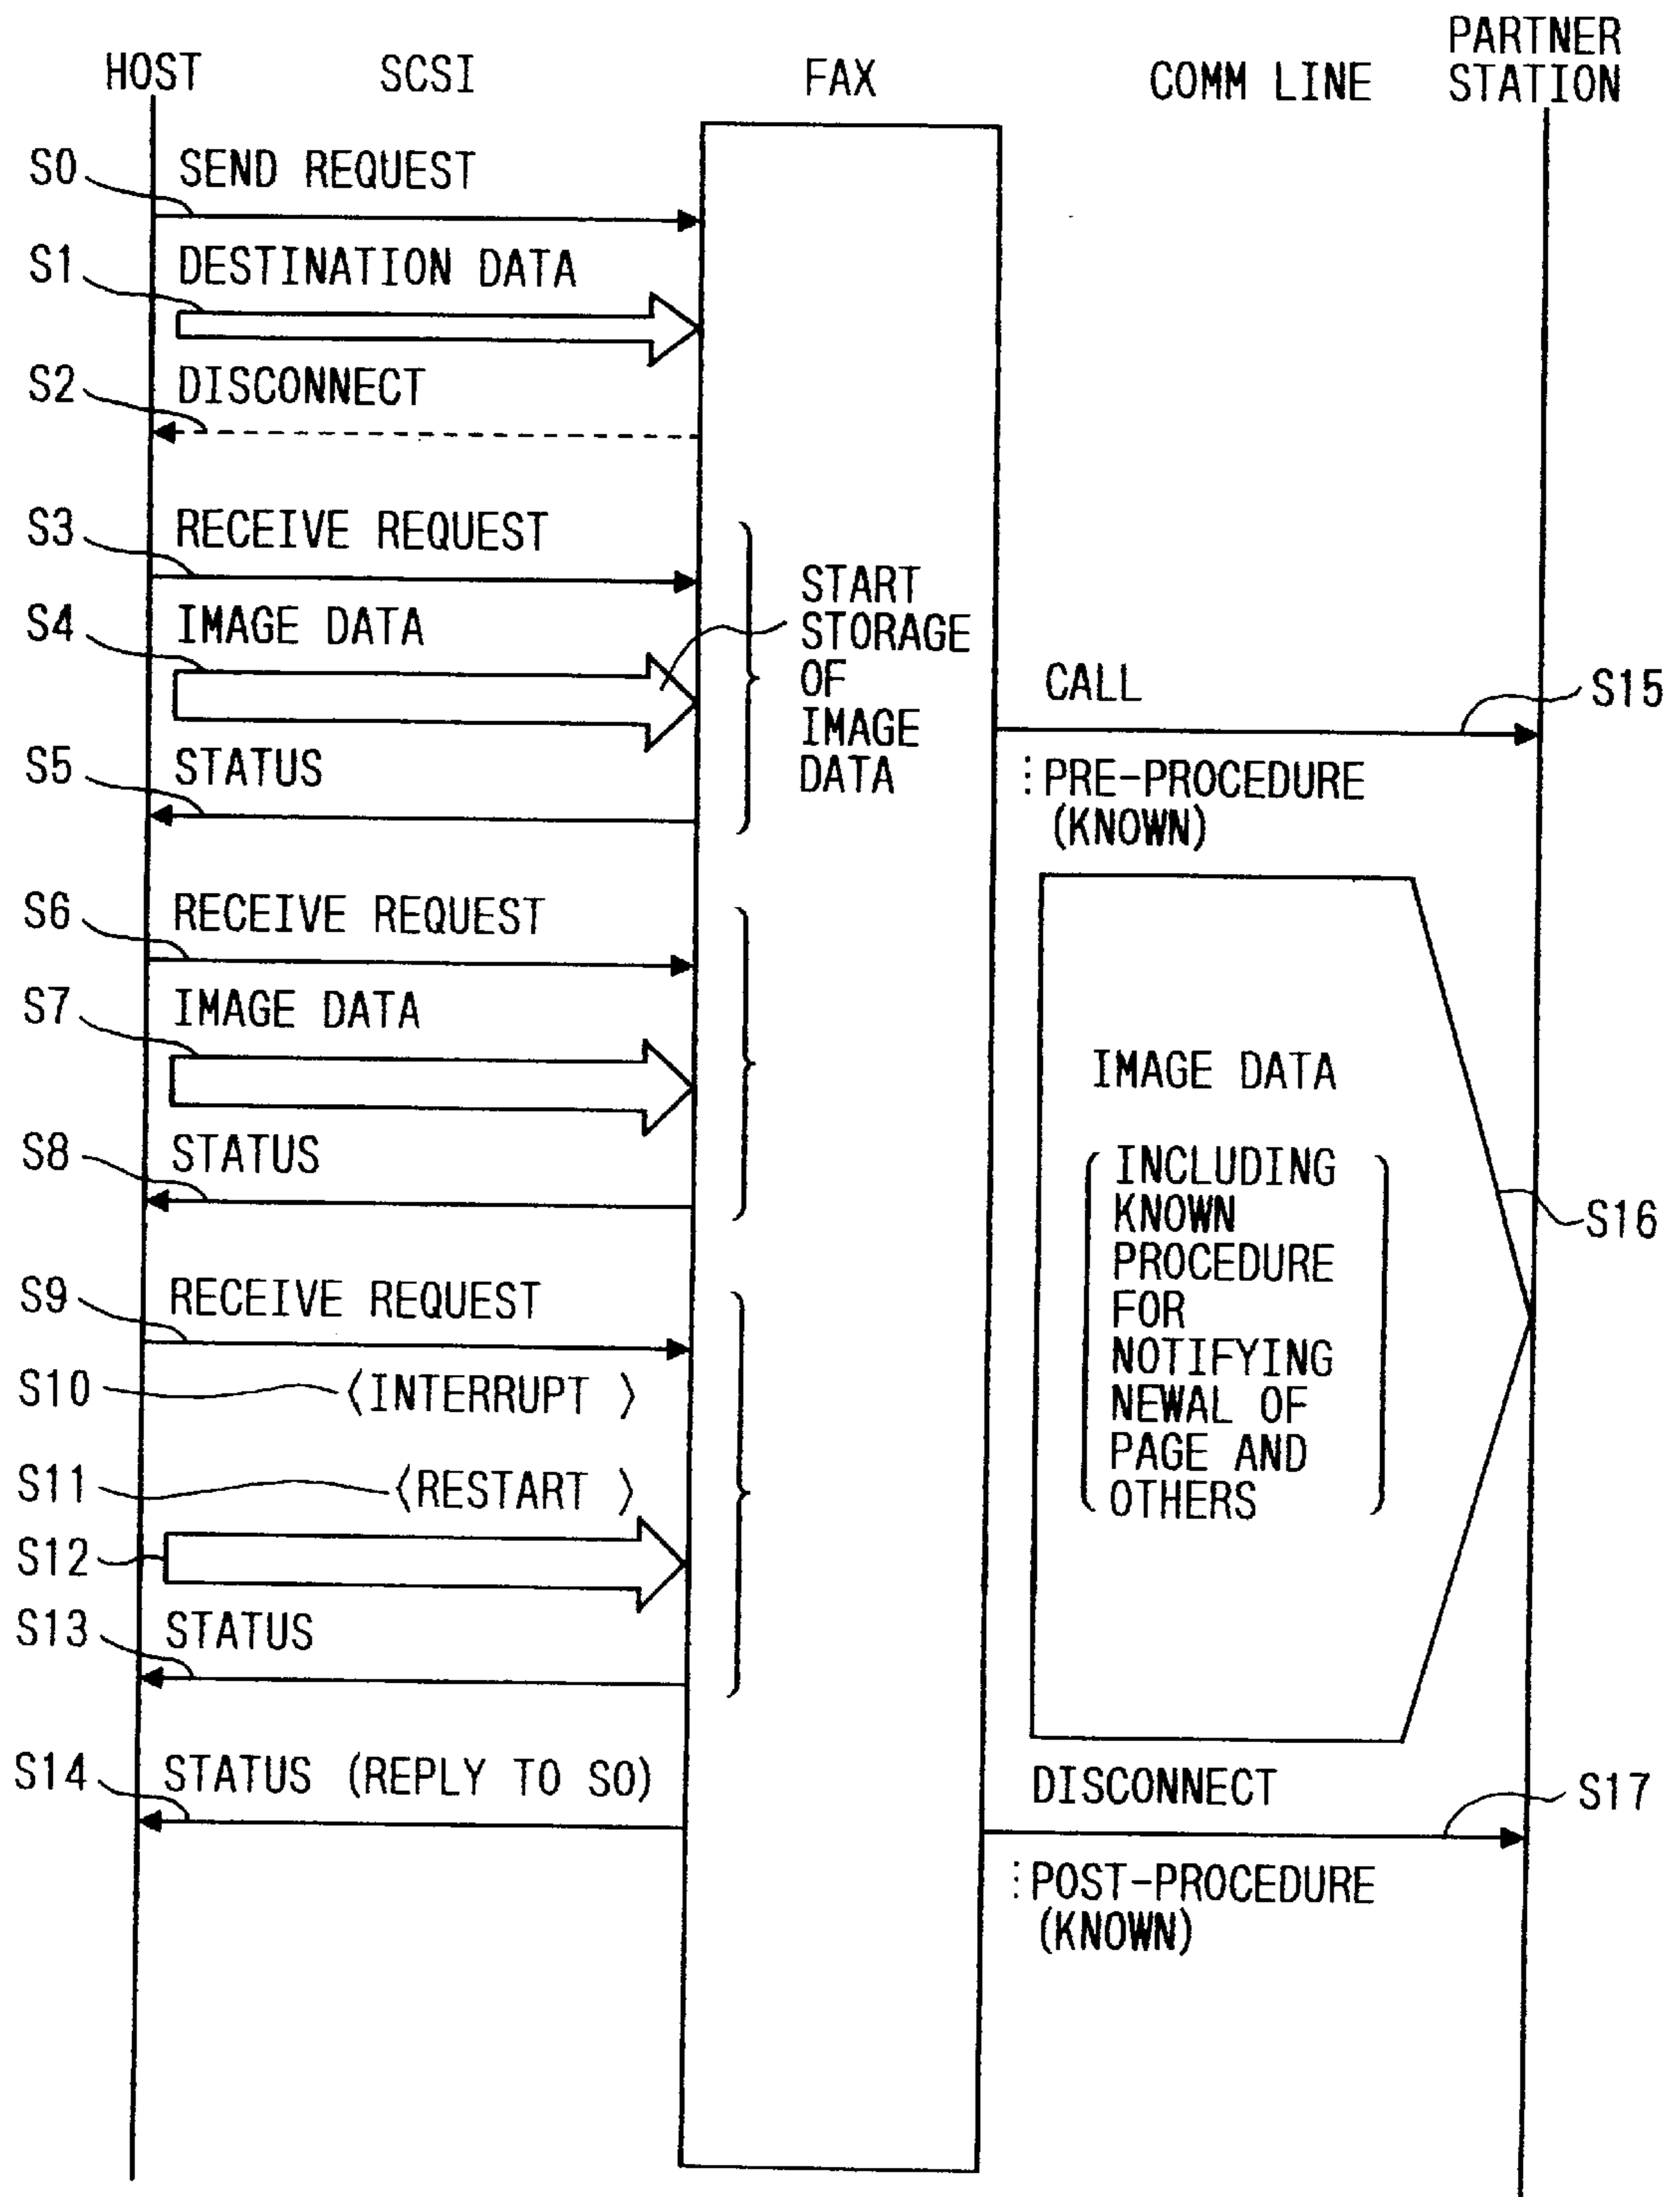 HOST
SCSI
FAX
COMM LINE
PARTNER
STATION
S0
SEND REQUEST
S1
DESTINATION DATA
S2
DISCONNECT
S3
RECEIVE REQUEST
S4
IMAGE DATA
START
STORAGE
OF
IMAGE
DATA
S5
STATUS
CALL
S15
⋮PRE-PROCEDURE
(KNOWN)
S6
RECEIVE REQUEST
S7
IMAGE DATA
S8
STATUS
IMAGE DATA
INCLUDING
KNOWN
PROCEDURE
FOR
NOTIFYING
NEWAL OF
PAGE AND
OTHERS
S16
S9
RECEIVE REQUEST
S10
〈INTERRUPT 〉
S11
〈RESTART 〉
S12
S13
STATUS
S14
STATUS (REPLY TO S0)
DISCONNECT
S17
⋮POST-PROCEDURE
(KNOWN)